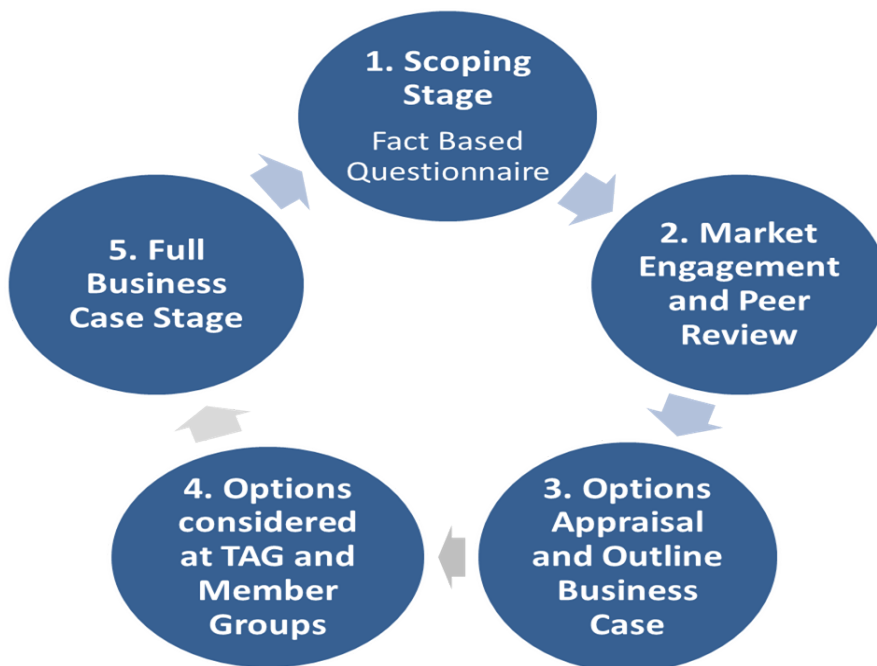 1. Scoping
Stage
Fact Based
Questionnaire
2. Market
Engagement
and Peer
Review
3. Options
Appraisal
and Outline
Business
Case
4. Options
considered
at TAG and
Member
Groups
5. Full
Business
Case Stage